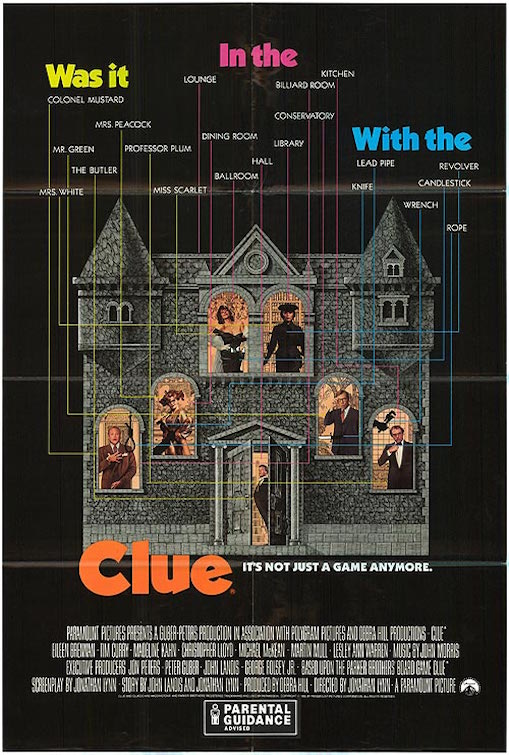 Was it
COLONEL MUSTARD
MRS. PEACOCK
MR. GREEN
PROFESSOR PLUM
THE BUTLER
MRS. WHITE
MISS SCARLET
In the
LOUNGE
KITCHEN
BILLIARD ROOM
CONSERVATORY
DINING ROOM
LIBRARY
HALL
BALLROOM
With the
LEAD PIPE
REVOLVER
KNIFE
CANDLESTICK
WRENCH
ROPE
Clue
IT'S NOT JUST A GAME ANYMORE.
PARAMOUNT PICTURES PRESENTS A GUBER-PETERS PRODUCTION IN ASSOCIATION WITH POLYGRAM PICTURES AND DEBRA HILL PRODUCTIONS · CLUE
EILEEN BRENNAN · TIM CURRY · MADELINE KAHN · CHRISTOPHER LLOYD · MICHAEL McKEAN · MARTIN MULL · LESLEY ANN WARREN · MUSIC BY JOHN MORRIS
EXECUTIVE PRODUCERS JON PETERS · PETER GUBER · JOHN LANDIS · GEORGE FOLSEY, JR. · BASED UPON THE PARKER BROTHERS BOARD GAME CLUE
SCREENPLAY BY JONATHAN LYNN · STORY BY JOHN LANDIS AND JONATHAN LYNN · PRODUCED BY DEBRA HILL · DIRECTED BY JONATHAN LYNN · A PARAMOUNT PICTURE
PARENTAL
GUIDANCE
ADVISED